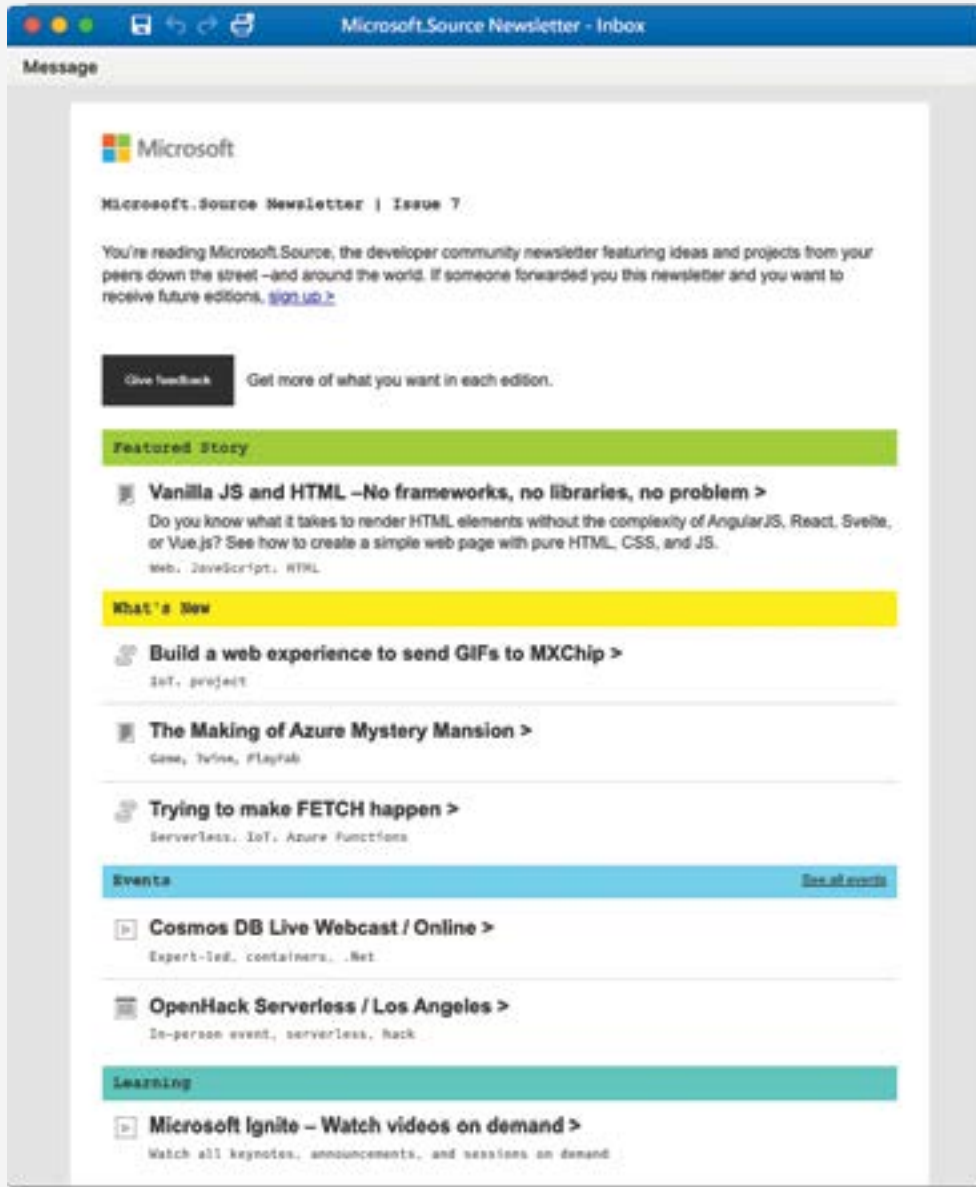 Microsoft.Source Newsletter - Inbox
Message
Microsoft
Microsoft.Source Newsletter | Issue 7
You're reading Microsoft.Source, the developer community newsletter featuring ideas and projects from your
peers down the street –and around the world. If someone forwarded you this newsletter and you want to
receive future editions, sign up >
Give feedback
Get more of what you want in each edition.
Featured Story
Vanilla JS and HTML –No frameworks, no libraries, no problem >
Do you know what it takes to render HTML elements without the complexity of AngularJS, React, Svelte,
or Vue.js? See how to create a simple web page with pure HTML, CSS, and JS.
Web, JavaScript, HTML
What's New
Build a web experience to send GIFs to MXChip >
IoT, project
The Making of Azure Mystery Mansion >
Game, Twine, PlayFab
Trying to make FETCH happen >
Serverless, IoT, Azure Functions
Events
See all events
Cosmos DB Live Webcast / Online >
Expert-led, containers, .Net
OpenHack Serverless / Los Angeles >
In-person event, serverless, hack
Learning
Microsoft Ignite – Watch videos on demand >
Watch all keynotes, announcements, and sessions on demand